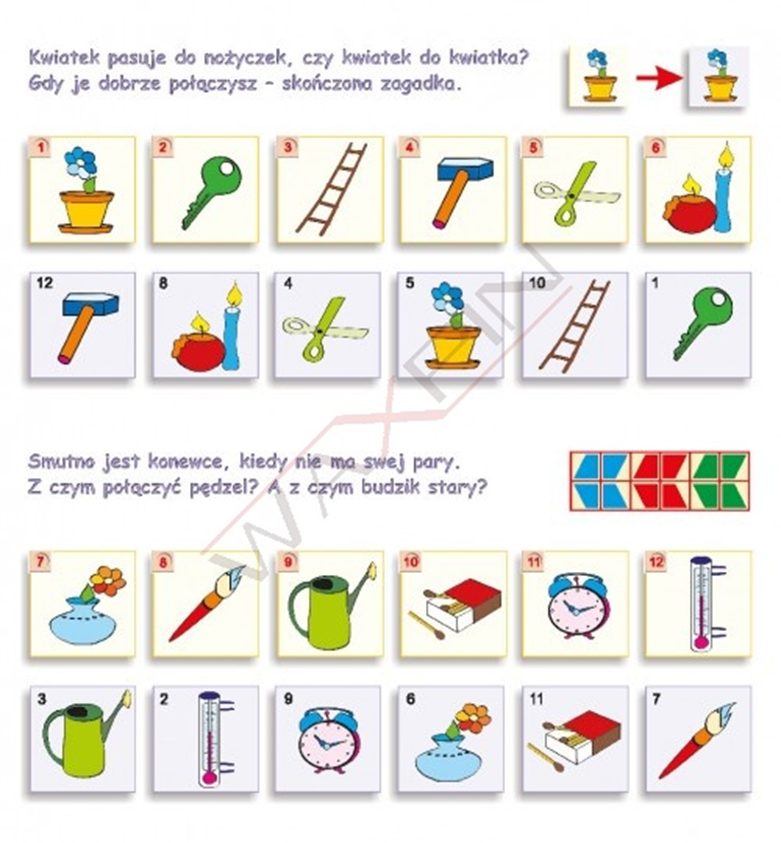 Kwiatek pasuje do nożyczek, czy kwiatek do kwiatka?
Gdy je dobrze połączysz - skończona zagadka.
1 2 3 4 5 6
12 8 4 5 10 1
WAXFIN
Smutno jest konewce, kiedy nie ma swej pary.
Z czym połączyć pędzel? A z czym budzik stary?
7 8 9 10 11 12
3 2 9 6 11 7